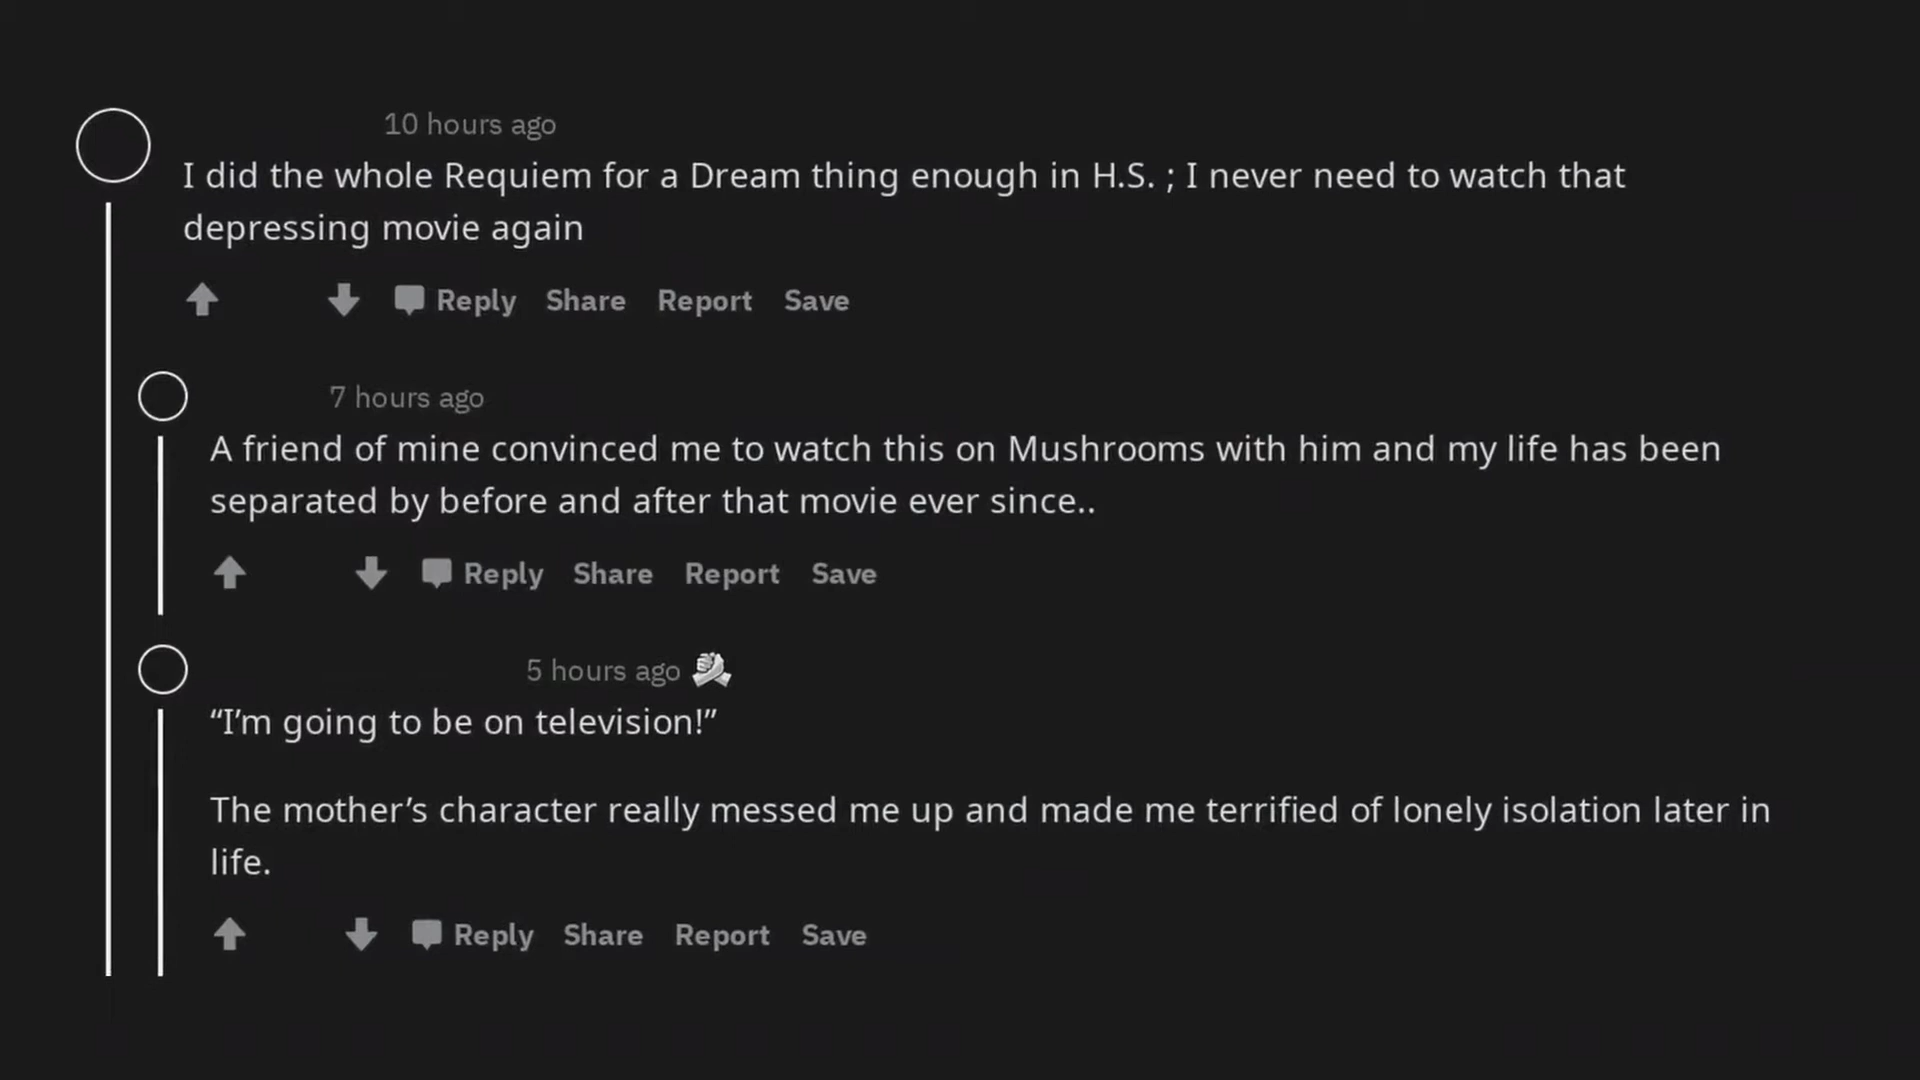 10 hours ago
I did the whole Requiem for a Dream thing enough in H.S. ; I never need to watch that
depressing movie again
Reply Share Report Save
7 hours ago
A friend of mine convinced me to watch this on Mushrooms with him and my life has been
separated by before and after that movie ever since..
Reply Share Report Save
5 hours ago
“I’m going to be on television!”
The mother’s character really messed me up and made me terrified of lonely isolation later in
life.
Reply Share Report Save